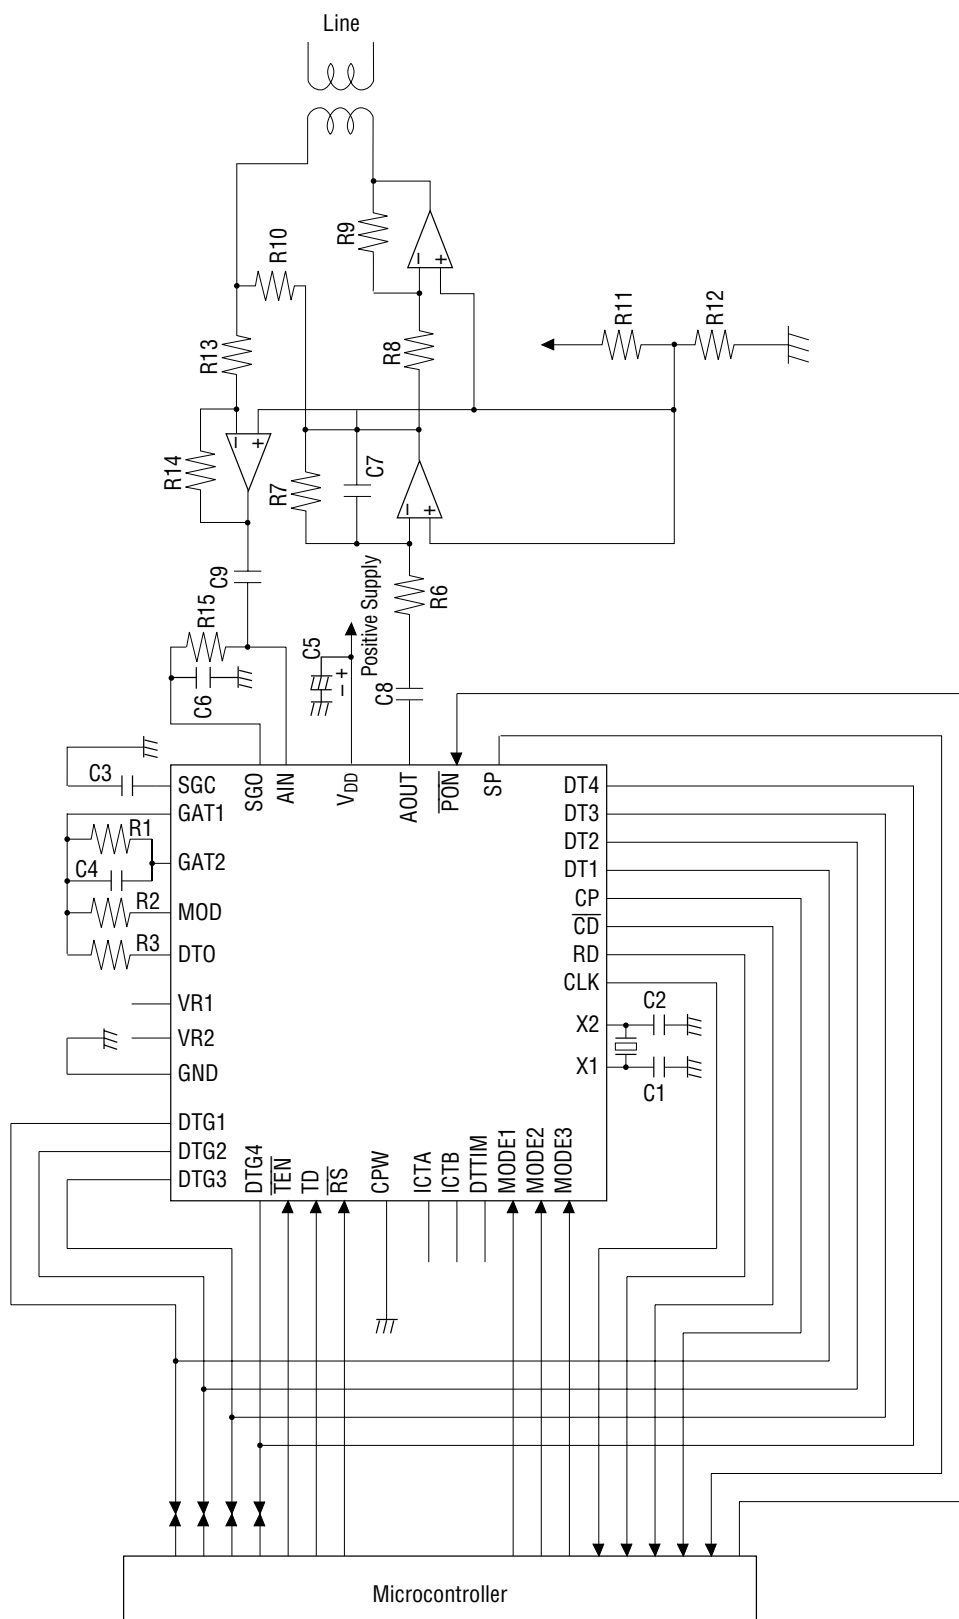 Line
R9
R10
R11
R12
R13
R8
R14
R7
C7
C9
R15
C5
Positive Supply
R6
C6
C8
C3
SGC
SGO
AIN
VDD
AOUT
PON
SP
DT4
GAT1
DT3
R1
DT2
C4
GAT2
DT1
R2
MOD
CP
CD
R3
DTO
RD
CLK
VR1
C2
X2
VR2
X1
GND
C1
DTG1
DTG2
DTG3
DTG4
TEN
TD
RS
CPW
ICTA
ICTB
DTTIM
MODE1
MODE2
MODE3
Microcontroller